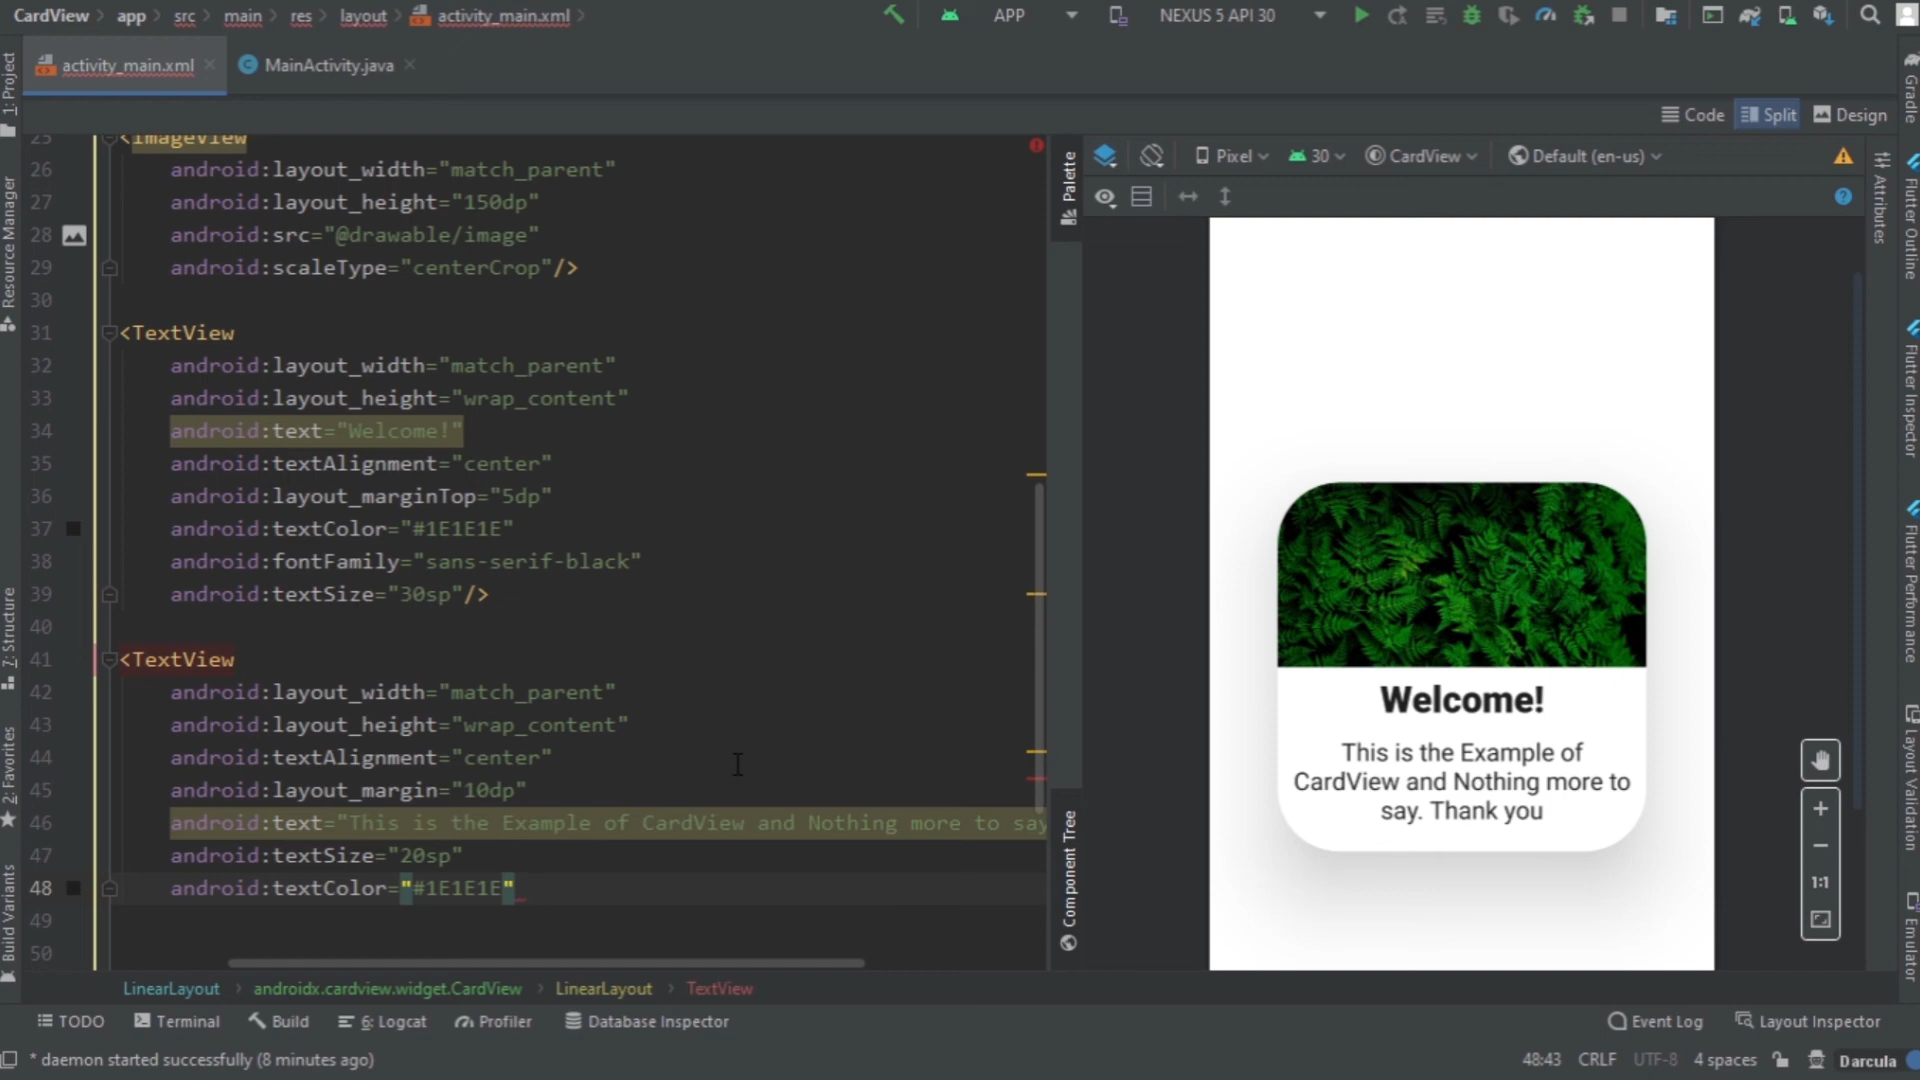 CardView app src main res layout activity_main.xml APP NEXUS 5 API 30
activity_main.xml MainActivity.java
Code Split Design
25 <ImageView
26 android:layout_width="match_parent"
27 android:layout_height="150dp"
28 android:src="@drawable/image"
29 android:scaleType="centerCrop"/>
30
31 <TextView
32 android:layout_width="match_parent"
33 android:layout_height="wrap_content"
34 android:text="Welcome!"
35 android:textAlignment="center"
36 android:layout_marginTop="5dp"
37 android:textColor="#1E1E1E"
38 android:fontFamily="sans-serif-black"
39 android:textSize="30sp"/>
40
41 <TextView
42 android:layout_width="match_parent"
43 android:layout_height="wrap_content"
44 android:textAlignment="center"
45 android:layout_margin="10dp"
46 android:text="This is the Example of CardView and Nothing more to say
47 android:textSize="20sp"
48 android:textColor="#1E1E1E"
49
50
1: Project
Resource Manager
7: Structure
2: Favorites
Build Variants
Palette
Component Tree
Pixel 30 CardView Default (en-us)
Welcome!
This is the Example of
CardView and Nothing more to
say. Thank you
1:1
Attributes
Gradle
Flutter Outline
Flutter Inspector
Flutter Performance
Layout Validation
Emulator
LinearLayout androidx.cardview.widget.CardView LinearLayout TextView
TODO Terminal Build 6: Logcat Profiler Database Inspector Event Log Layout Inspector
* daemon started successfully (8 minutes ago) 48:43 CRLF UTF-8 4 spaces Darcula